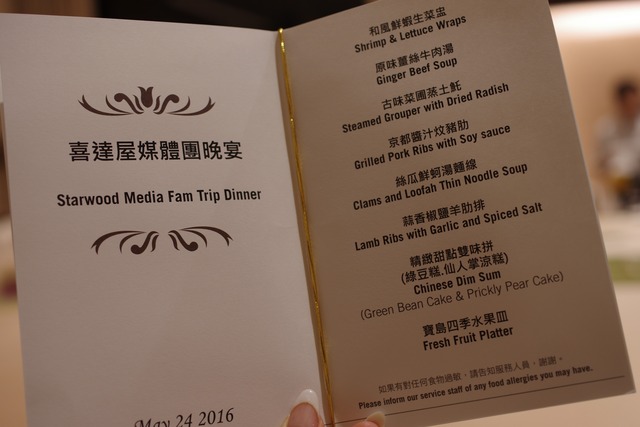 喜達屋媒體團晚宴
Starwood Media Fam Trip Dinner
May 24 2016
和風鮮蝦生菜盅
Shrimp & Lettuce Wraps
原味薑絲牛肉湯
Ginger Beef Soup
古味菜圃蒸土魠
Steamed Grouper with Dried Radish
京都醬汁炆豬肋
Grilled Pork Ribs with Soy sauce
絲瓜鮮蚵湯麵線
Clams and Loofah Thin Noodle Soup
蒜香椒鹽羊肋排
Lamb Ribs with Garlic and Spiced Salt
精緻甜點雙味拼
(綠豆糕.仙人掌涼糕)
Chinese Dim Sum
(Green Bean Cake & Prickly Pear Cake)
寶島四季水果皿
Fresh Fruit Platter
如果有對任何食物過敏，請告知服務人員，謝謝。
Please inform our service staff of any food allergies you may have.